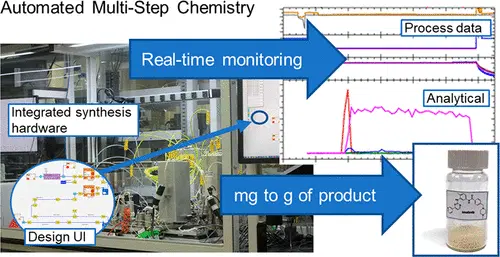 Automated Multi-Step Chemistry
Process data
Real-time monitoring
Analytical
Integrated synthesis
hardware
mg to g of product
Design UI